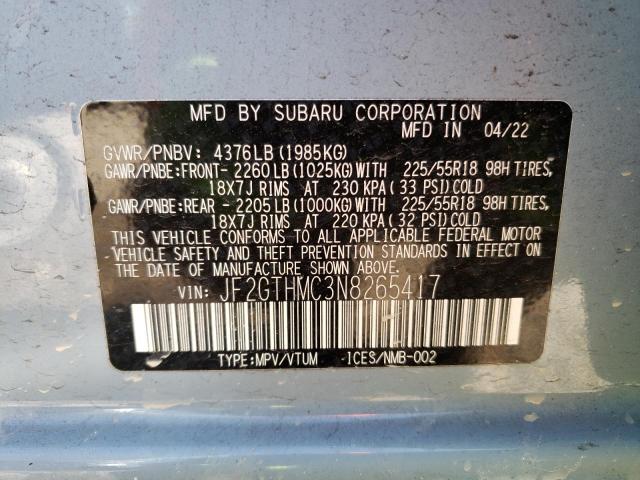 MFD BY SUBARU CORPORATION
MFD IN 04/22
GVWR/PNBV: 4376LB(1985KG)
GAWR/PNBE:FRONT- 2260LB(1025KG)WITH 225/55R18 98H TIRES,
18X7J RIMS AT 230 KPA(33 PSI)COLD
GAWR/PNBE:REAR - 2205LB(1000KG)WITH 225/55R18 98H TIRES,
18X7J RIMS AT 220 KPA(32 PSI)COLD
THIS VEHICLE CONFORMS TO ALL APPLICABLE FEDERAL MOTOR
VEHICLE SAFETY AND THEFT PREVENTION STANDARDS IN EFFECT ON
THE DATE OF MANUFACTURE SHOWN ABOVE.
VIN: JF2GTHMC3N8265417
TYPE:MPV/VTUM ICES/NMB-002